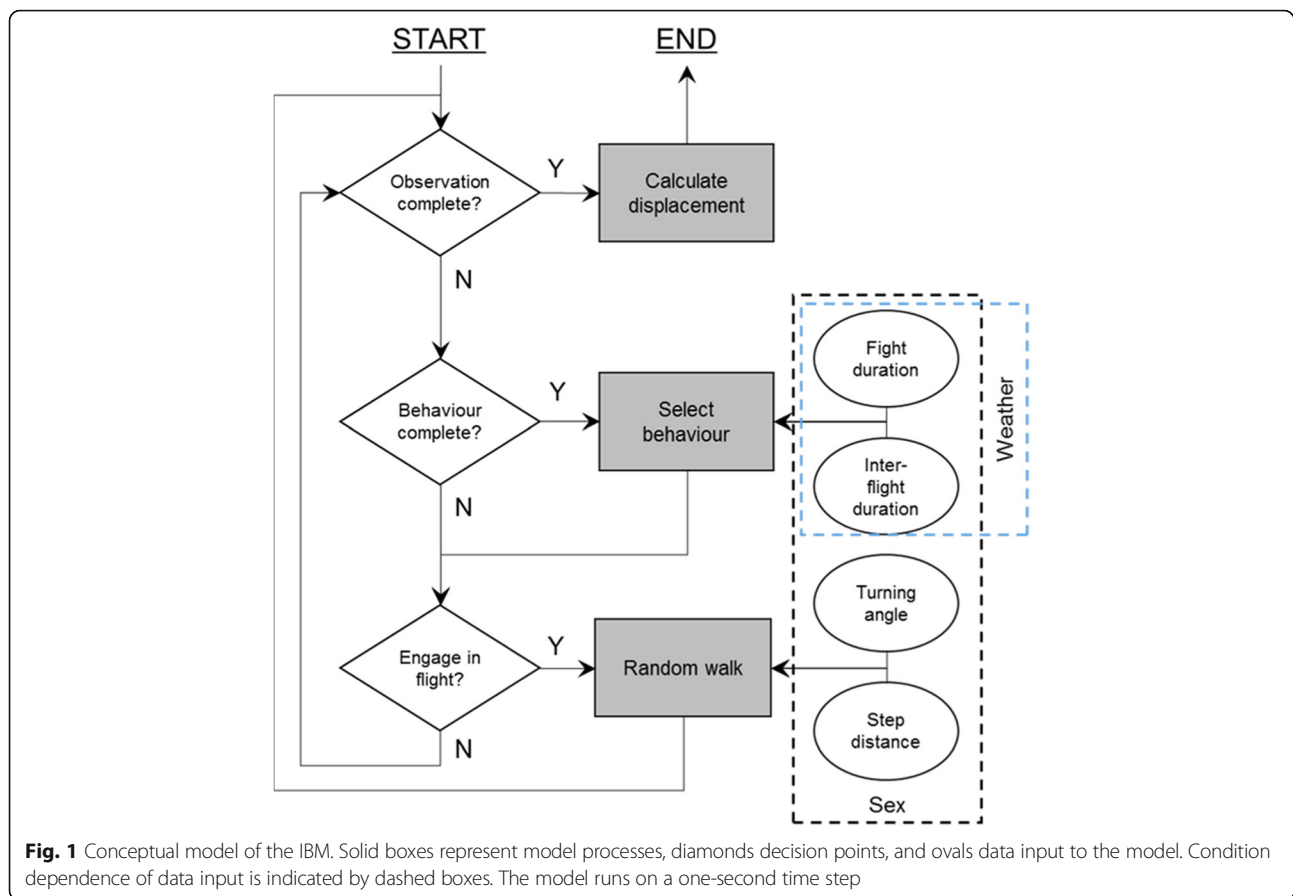 START
END
Observation
complete?
Y
Calculate
displacement
N
Behaviour
complete?
Y
Select
behaviour
Fight
duration
Inter-
flight
duration
Weather
N
Engage in
flight?
Y
Random walk
Turning
angle
Step
distance
N
Sex
Fig. 1 Conceptual model of the IBM. Solid boxes represent model processes, diamonds decision points, and ovals data input to the model. Condition
dependence of data input is indicated by dashed boxes. The model runs on a one-second time step